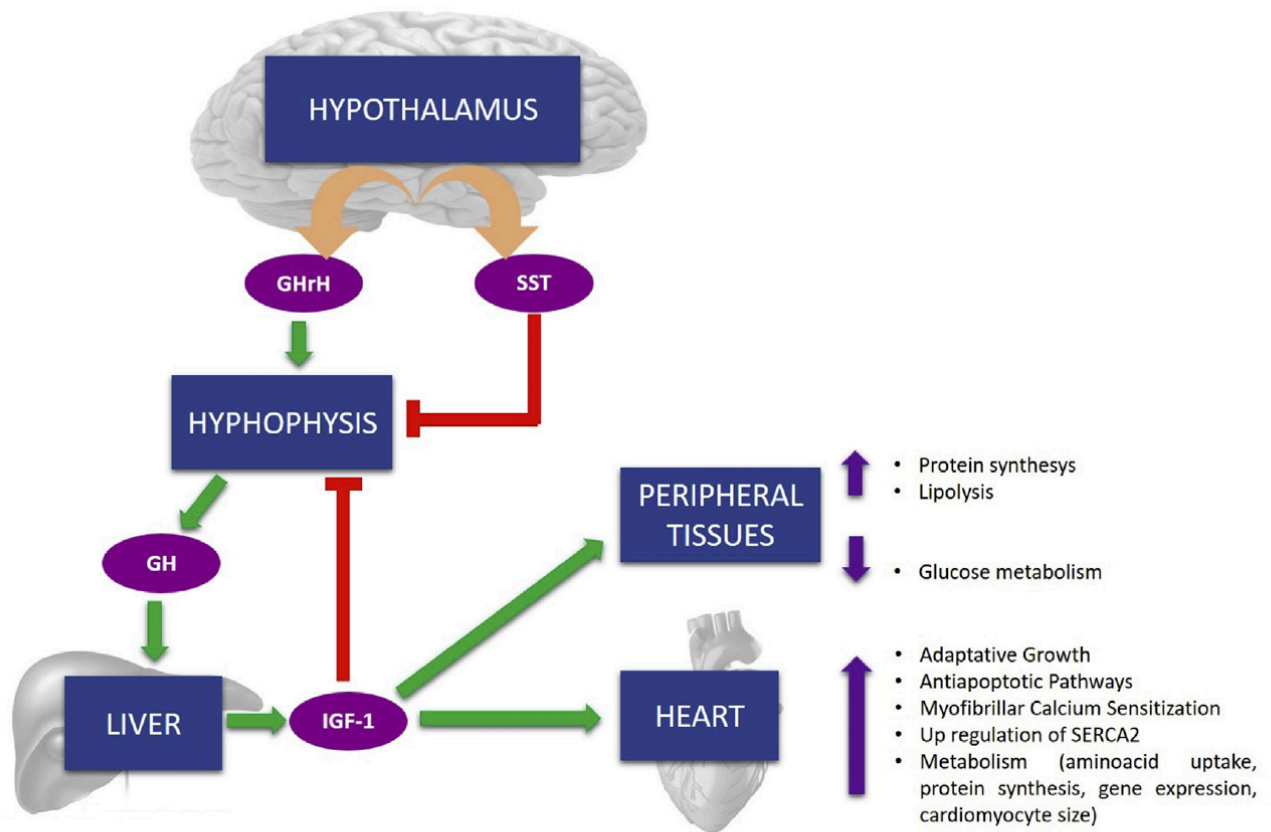 HYPOTHALAMUS
GHrH
SST
HYPHOPHYSIS
GH
LIVER
IGF-1
PERIPHERAL
TISSUES
• Protein synthesys
• Lipolysis
• Glucose metabolism
HEART
• Adaptative Growth
• Antiapoptotic Pathways
• Myofibrillar Calcium Sensitization
• Up regulation of SERCA2
• Metabolism (aminoacid uptake,
protein synthesis, gene expression,
cardiomyocyte size)